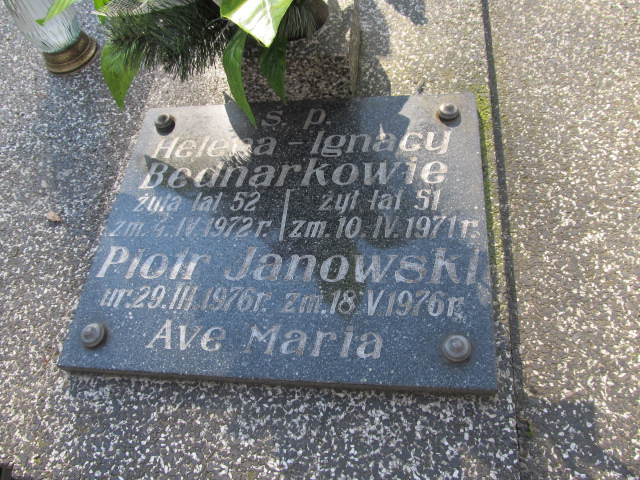 Ś. P.
Helena - Ignacy
Bednarkowie
żyła lat 52 żył lat 51
zm. 4.IV.1972 r. zm. 10.IV.1971 r.
Piotr Janowski
ur. 29.III.1976 r. zm. 18.V.1976 r.
Ave Maria